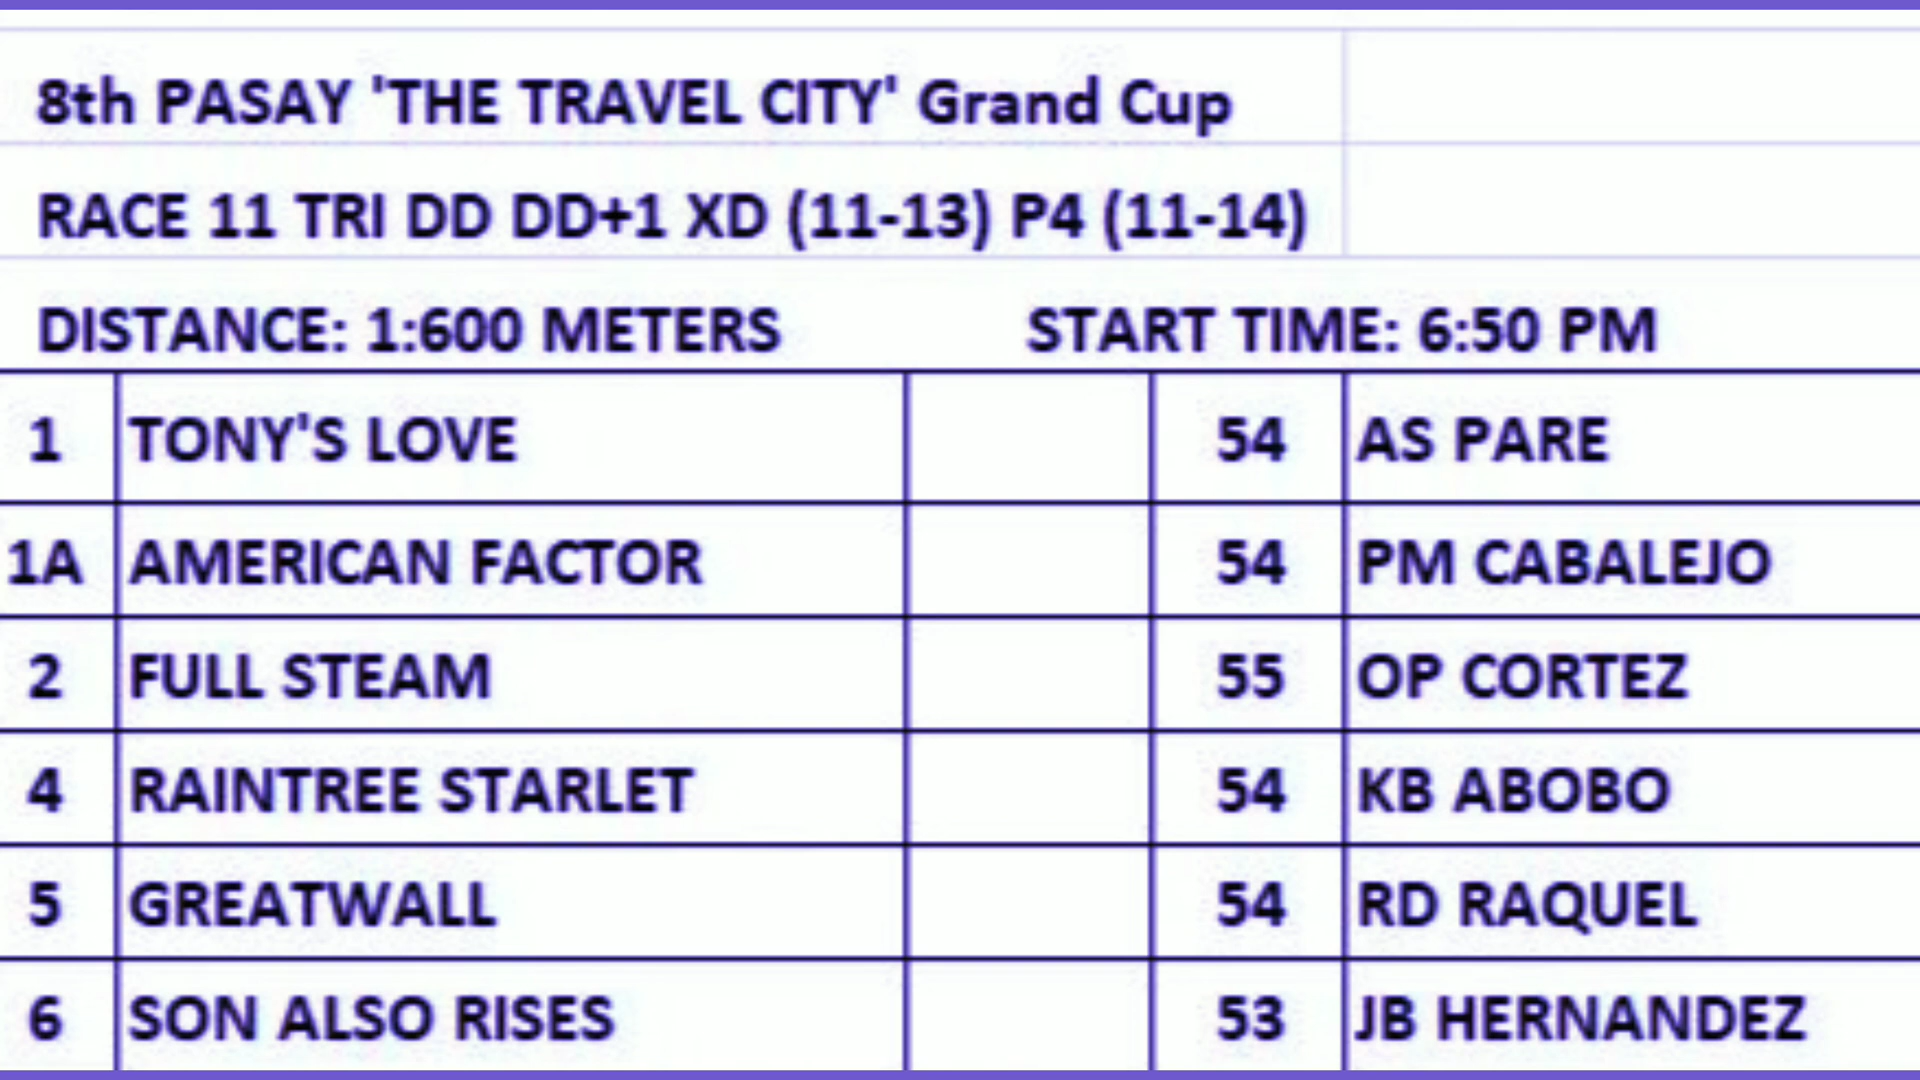 8th PASAY 'THE TRAVEL CITY' Grand Cup
RACE 11 TRI DD DD+1 XD (11-13) P4 (11-14)
DISTANCE: 1:600 METERS START TIME: 6:50 PM
1 TONY'S LOVE 54 AS PARE
1A AMERICAN FACTOR 54 PM CABALEJO
2 FULL STEAM 55 OP CORTEZ
4 RAINTREE STARLET 54 KB ABOBO
5 GREATWALL 54 RD RAQUEL
6 SON ALSO RISES 53 JB HERNANDEZ